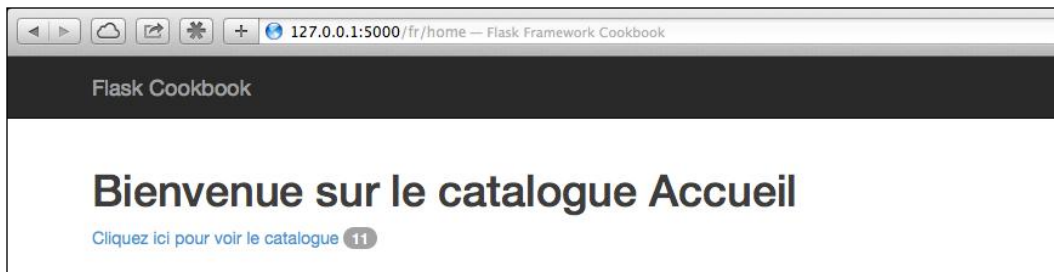 127.0.0.1:5000/fr/home — Flask Framework Cookbook
Flask Cookbook
Bienvenue sur le catalogue Accueil
Cliquez ici pour voir le catalogue 11